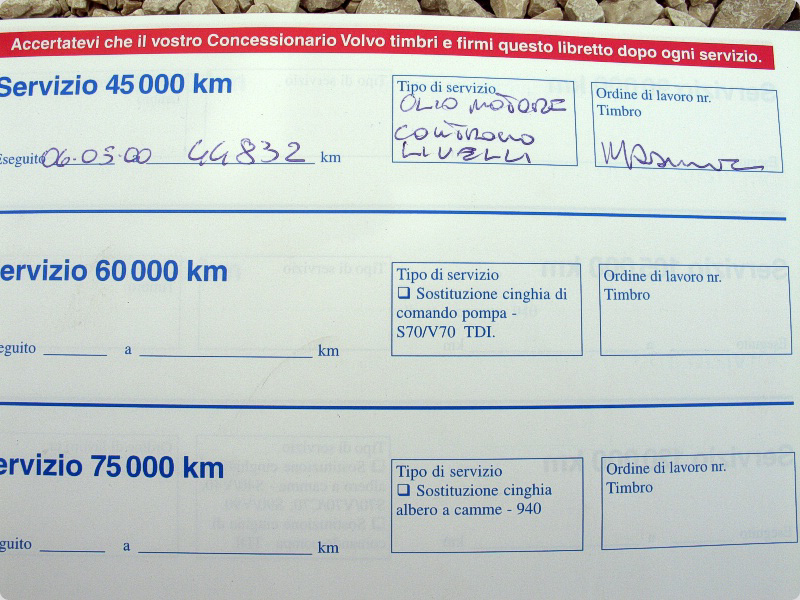 Accertatevi che il vostro Concessionario Volvo timbri e firmi questo libretto dopo ogni servizio.
Servizio 45 000 km
Tipo di servizio
OLIO MOTORE
CONTROLLO
LIVELLI
Ordine di lavoro nr.
Timbro
Eseguito 06-03-00 44832 km
ervizio 60 000 km
Tipo di servizio
❑ Sostituzione cinghia di
comando pompa -
S70/V70 TDI.
Ordine di lavoro nr.
Timbro
eguito a km
ervizio 75 000 km
Tipo di servizio
❑ Sostituzione cinghia
albero a camme - 940
Ordine di lavoro nr.
Timbro
guito a km